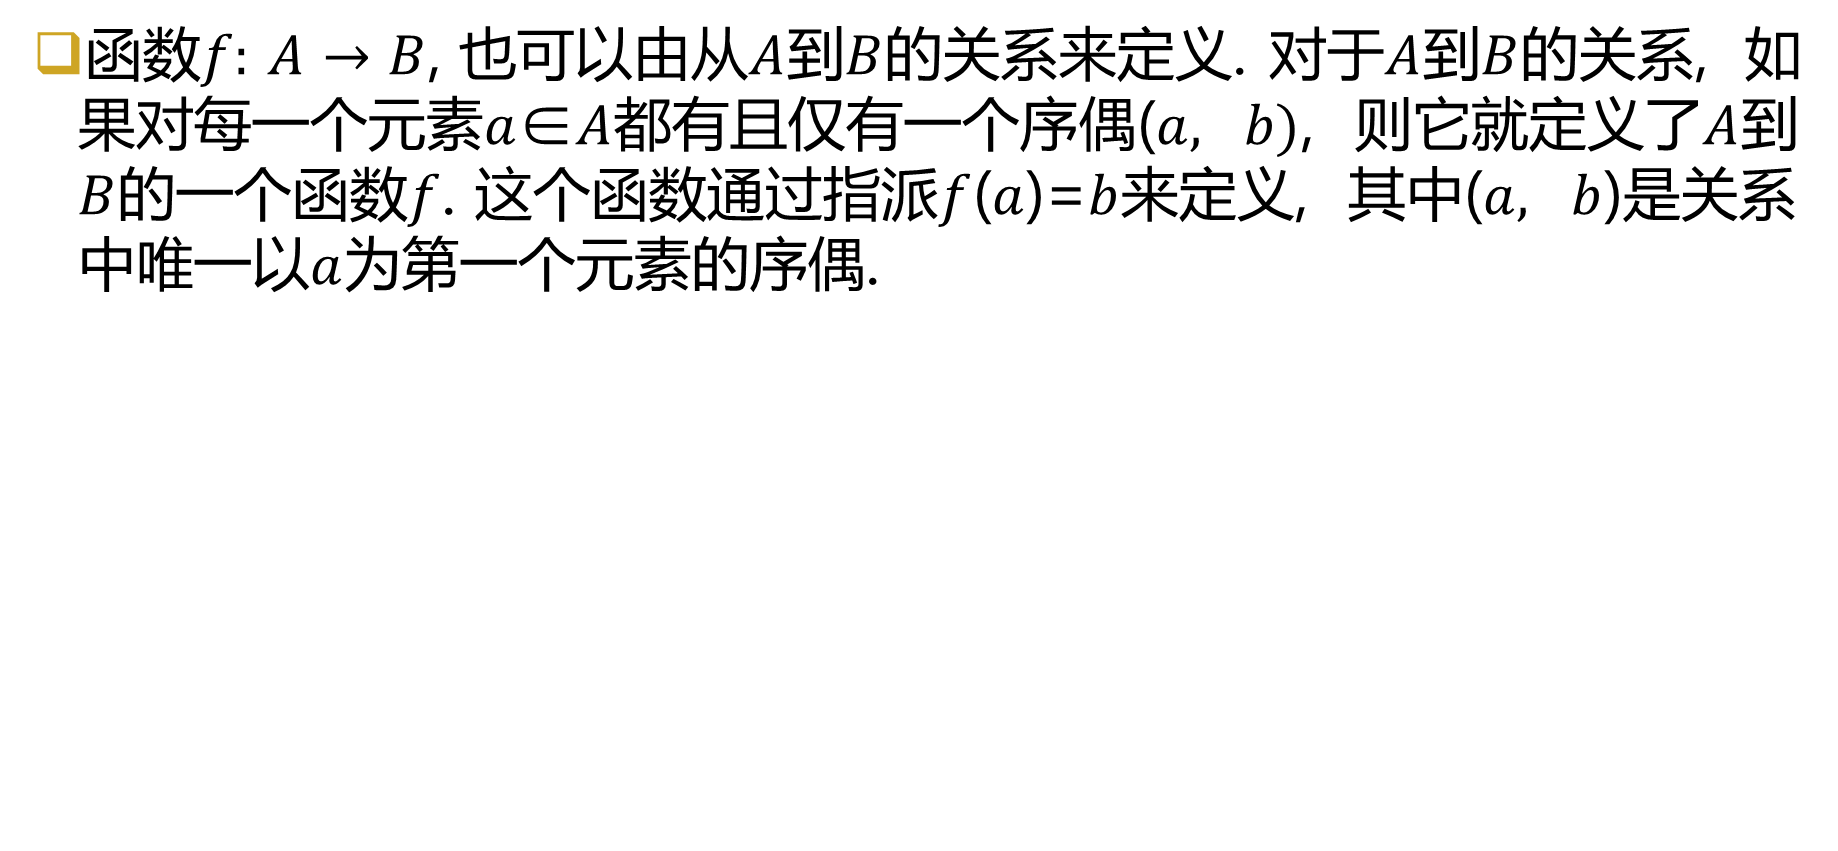 函数f: A → B, 也可以由从A到B的关系来定义. 对于A到B的关系, 如
果对每一个元素a∈A都有且仅有一个序偶(a, b), 则它就定义了A到
B的一个函数f. 这个函数通过指派f(a)=b来定义, 其中(a, b)是关系
中唯一以a为第一个元素的序偶.